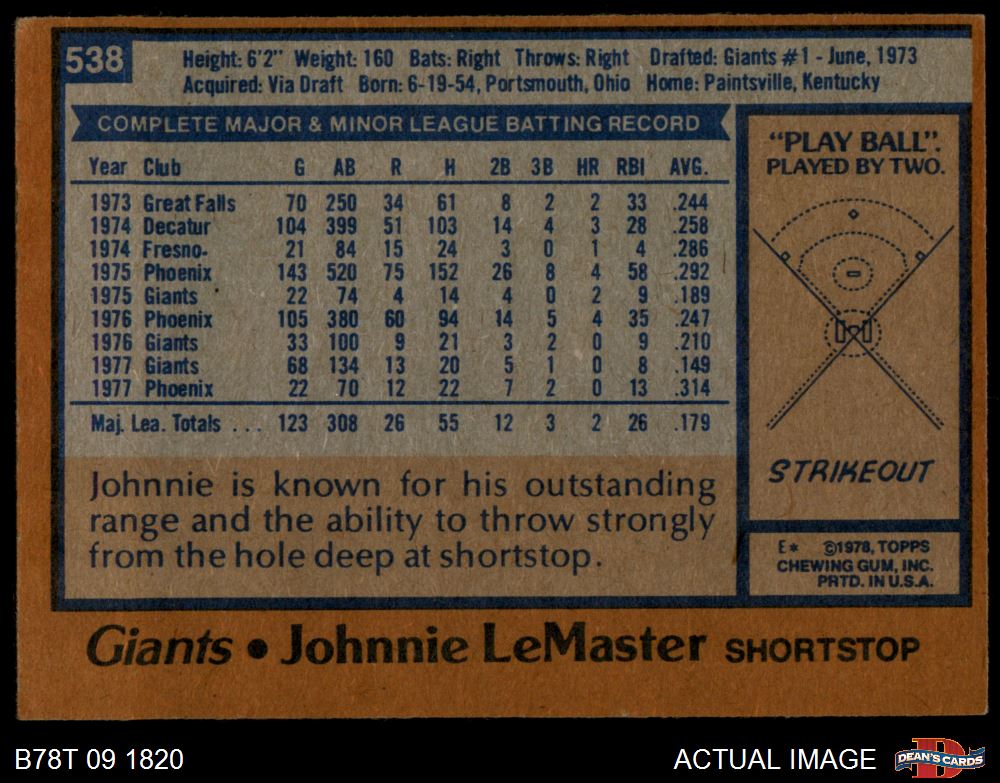 538
Height: 6'2" Weight: 160 Bats: Right Throws: Right Drafted: Giants #1 - June, 1973
Acquired: Via Draft Born: 6-19-54, Portsmouth, Ohio Home: Paintsville, Kentucky
COMPLETE MAJOR & MINOR LEAGUE BATTING RECORD
Year Club G AB R H 2B 3B HR RBI AVG.
1973 Great Falls 70 250 34 61 8 2 2 33 .244
1974 Decatur 104 399 51 103 14 4 3 28 .258
1974 Fresno- 21 84 15 24 3 0 1 4 .286
1975 Phoenix 143 520 75 152 26 8 4 58 .292
1975 Giants 22 74 4 14 4 0 2 9 .189
1976 Phoenix 105 380 60 94 14 5 4 35 .247
1976 Giants 33 100 9 21 3 2 0 9 .210
1977 Giants 68 134 13 20 5 1 0 8 .149
1977 Phoenix 22 70 12 22 7 2 0 13 .314
Maj. Lea. Totals ... 123 308 26 55 12 3 2 26 .179
Johnnie is known for his outstanding
range and the ability to throw strongly
from the hole deep at shortstop.
"PLAY BALL".
PLAYED BY TWO.
STRIKEOUT
E* ©1978, TOPPS
CHEWING GUM, INC.
PRTD. IN U.S.A.
Giants • Johnnie LeMaster SHORTSTOP
B78T 09 1820
ACTUAL IMAGE
D
DEAN'S CARDS